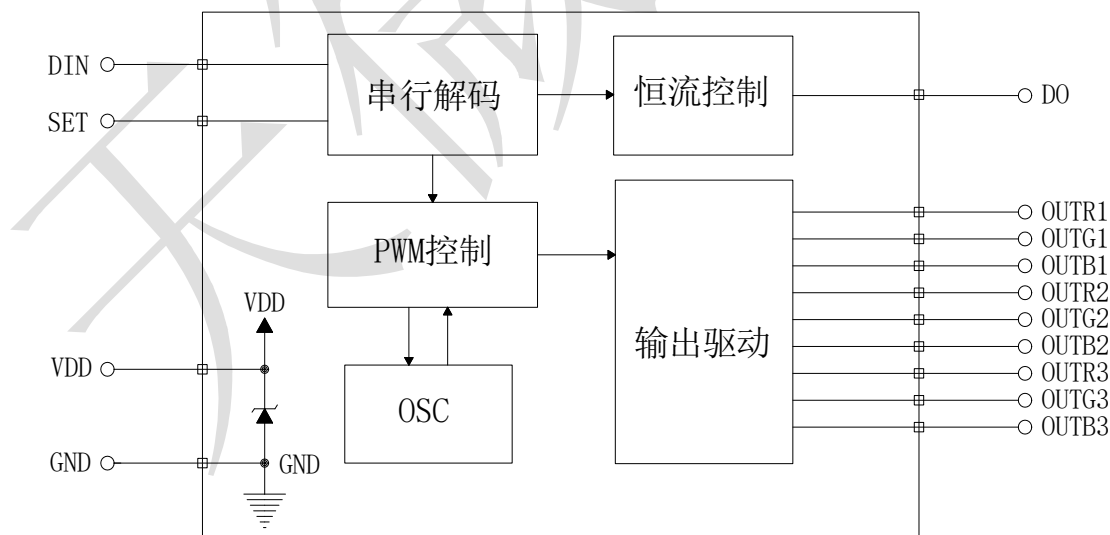 DIN
SET
串行解码
恒流控制
DO
PWM控制
OSC
输出驱动
VDD
VDD
GND
GND
OUTR1
OUTG1
OUTB1
OUTR2
OUTG2
OUTB2
OUTR3
OUTG3
OUTB3